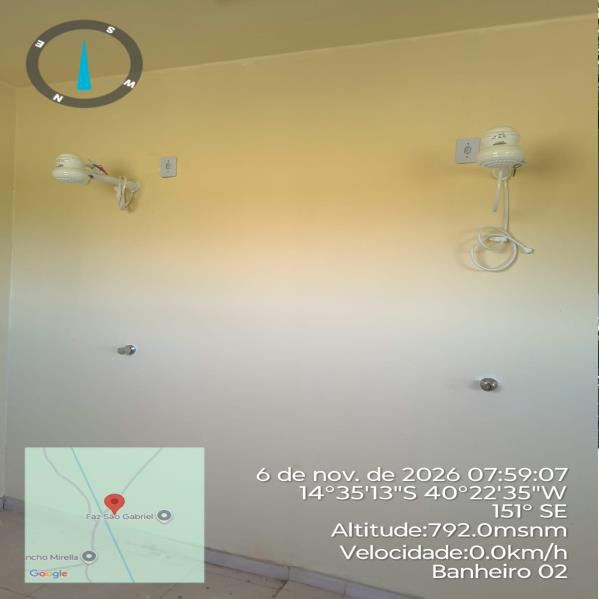 S
E
W
N
6 de nov. de 2026 07:59:07
14°35'13"S 40°22'35"W
151° SE
Altitude:792.0msnm
Velocidade:0.0km/h
Banheiro 02
Faz São Gabriel
ncho Mirella
Google